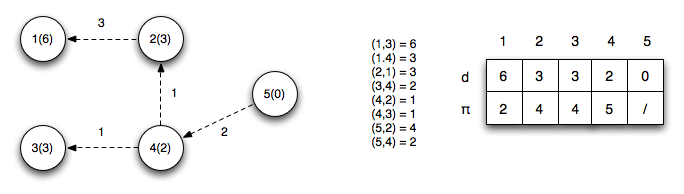 3
1(6)
2(3)
1
5(0)
1
2
3(3)
4(2)
(1,3) = 6
(1.4) = 3
(2,1) = 3
(3,4) = 2
(4,2) = 1
(4,3) = 1
(5,2) = 4
(5,4) = 2
1 2 3 4 5
d 6 3 3 2 0
π 2 4 4 5 /